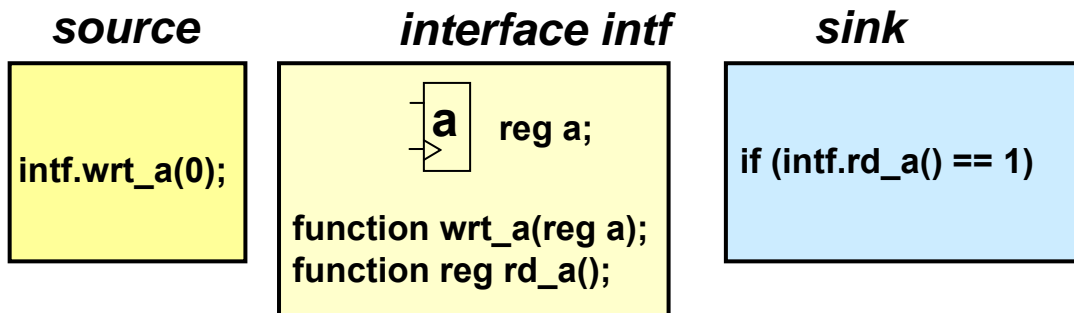 source
interface intf
sink
intf.wrt_a(0);
a
reg a;
function wrt_a(reg a);
function reg rd_a();
if (intf.rd_a() == 1)